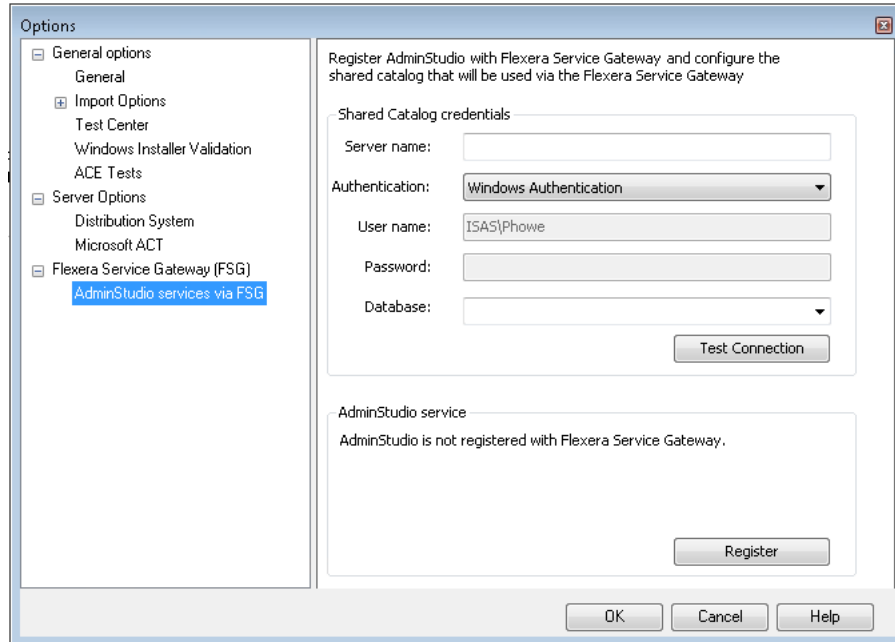 Options
General options
General
Import Options
Test Center
Windows Installer Validation
ACE Tests
Server Options
Distribution System
Microsoft ACT
Flexera Service Gateway (FSG)
AdminStudio services via FSG
Register AdminStudio with Flexera Service Gateway and configure the
shared catalog that will be used via the Flexera Service Gateway
Shared Catalog credentials
Server name:
Authentication: Windows Authentication
User name: ISAS\Phowe
Password:
Database:
Test Connection
AdminStudio service
AdminStudio is not registered with Flexera Service Gateway.
Register
OK Cancel Help